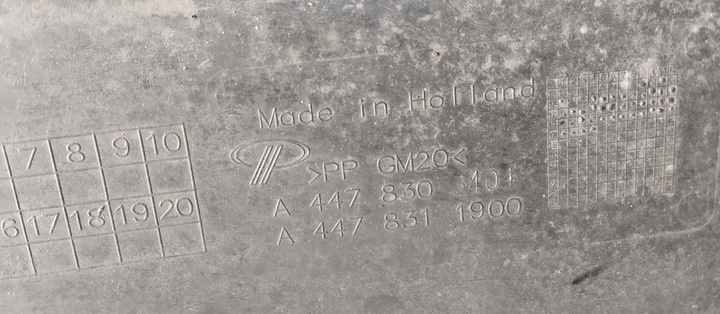 Made in Holland
7 8 9 10
>PP GM20<
A 447 830
6 17 18 19 20
A 447 831 1900